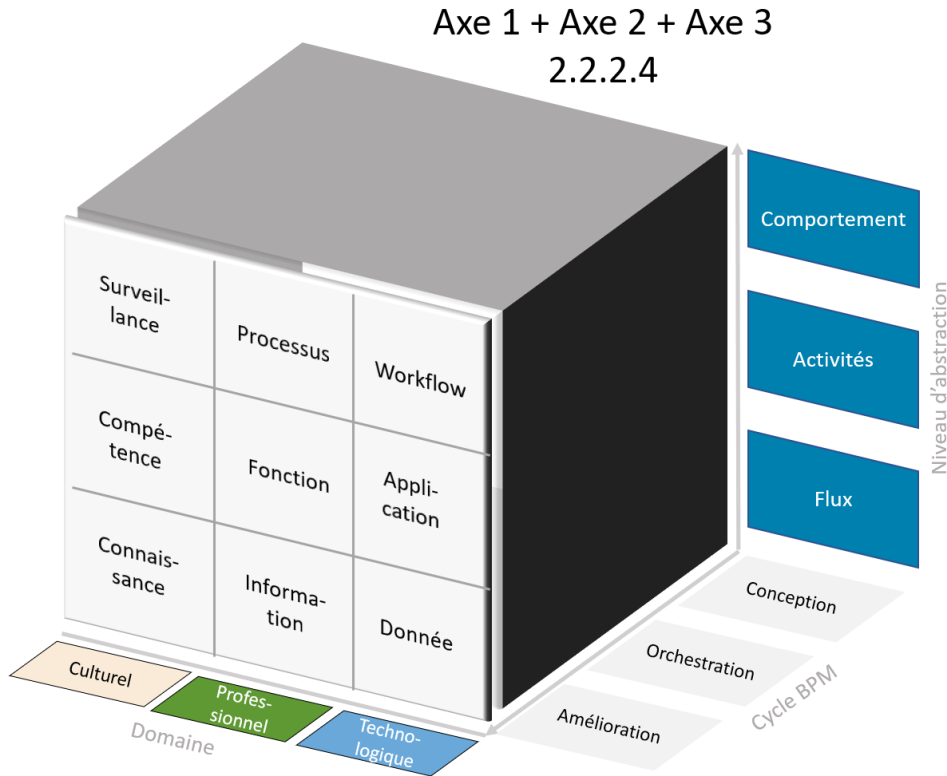 Axe 1 + Axe 2 + Axe 3
2.2.2.4
Surveil-
lance
Processus
Workflow
Compé-
tence
Fonction
Appli-
cation
Connais-
sance
Informa-
tion
Donnée
Culturel
Profes-
sionnel
Techno-
logique
Domaine
Comportement
Activités
Flux
Niveau d'abstraction
Conception
Orchestration
Amélioration
Cycle BPM